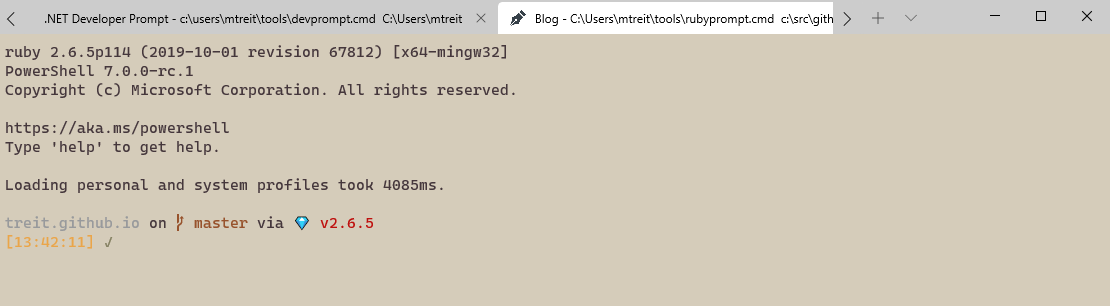 .NET Developer Prompt - c:\users\mtreit\tools\devprompt.cmd  C:\Users\mtreit
Blog - C:\Users\mtreit\tools\rubyprompt.cmd  c:\src\gith
ruby 2.6.5p114 (2019-10-01 revision 67812) [x64-mingw32]
PowerShell 7.0.0-rc.1
Copyright (c) Microsoft Corporation. All rights reserved.
https://aka.ms/powershell
Type 'help' to get help.
Loading personal and system profiles took 4085ms.
treit.github.io on master via 💎 v2.6.5
[13:42:11] √